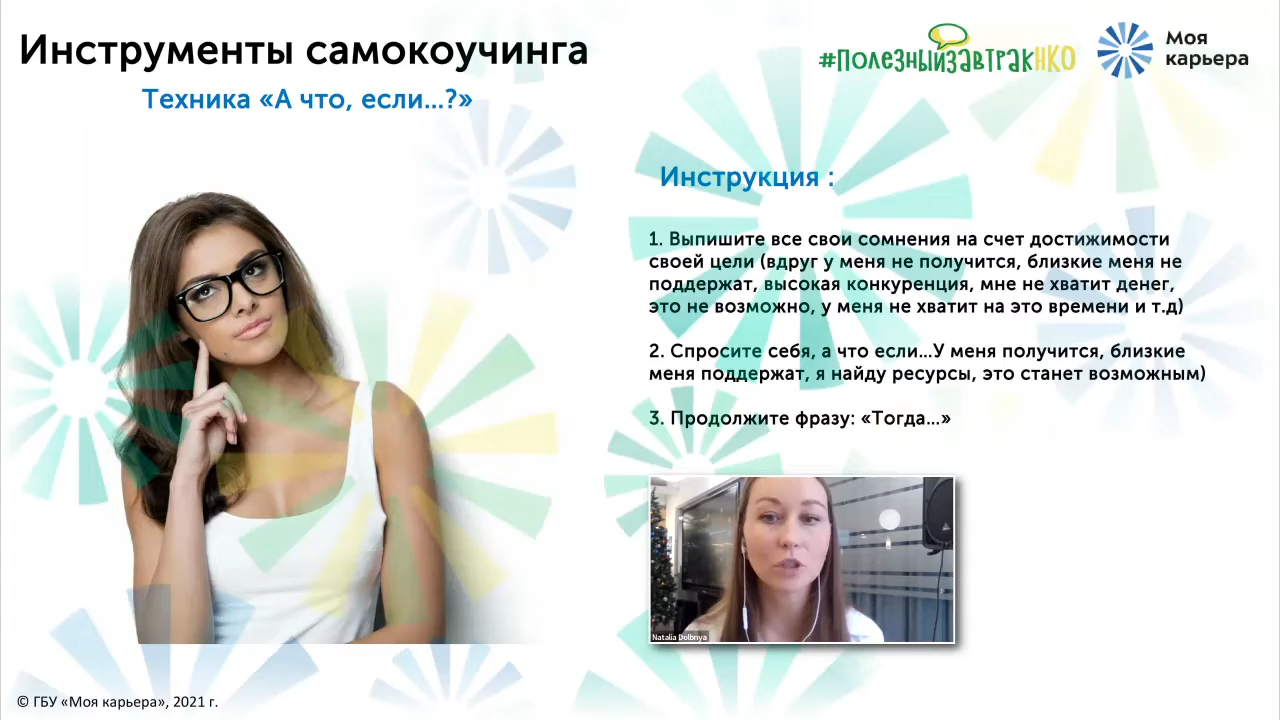 Инструменты самокоучинга
Техника «А что, если...?»
#ПолезныйзавтракНКО
Моя
карьера
Инструкция :
1. Выпишите все свои сомнения на счет достижимости
своей цели (вдруг у меня не получится, близкие меня не
поддержат, высокая конкуренция, мне не хватит денег,
это не возможно, у меня не хватит на это времени и т.д)
2. Спросите себя, а что если...У меня получится, близкие
меня поддержат, я найду ресурсы, это станет возможным)
3. Продолжите фразу: «Тогда...»
Natalia Dolbnya
© ГБУ «Моя карьера», 2021 г.